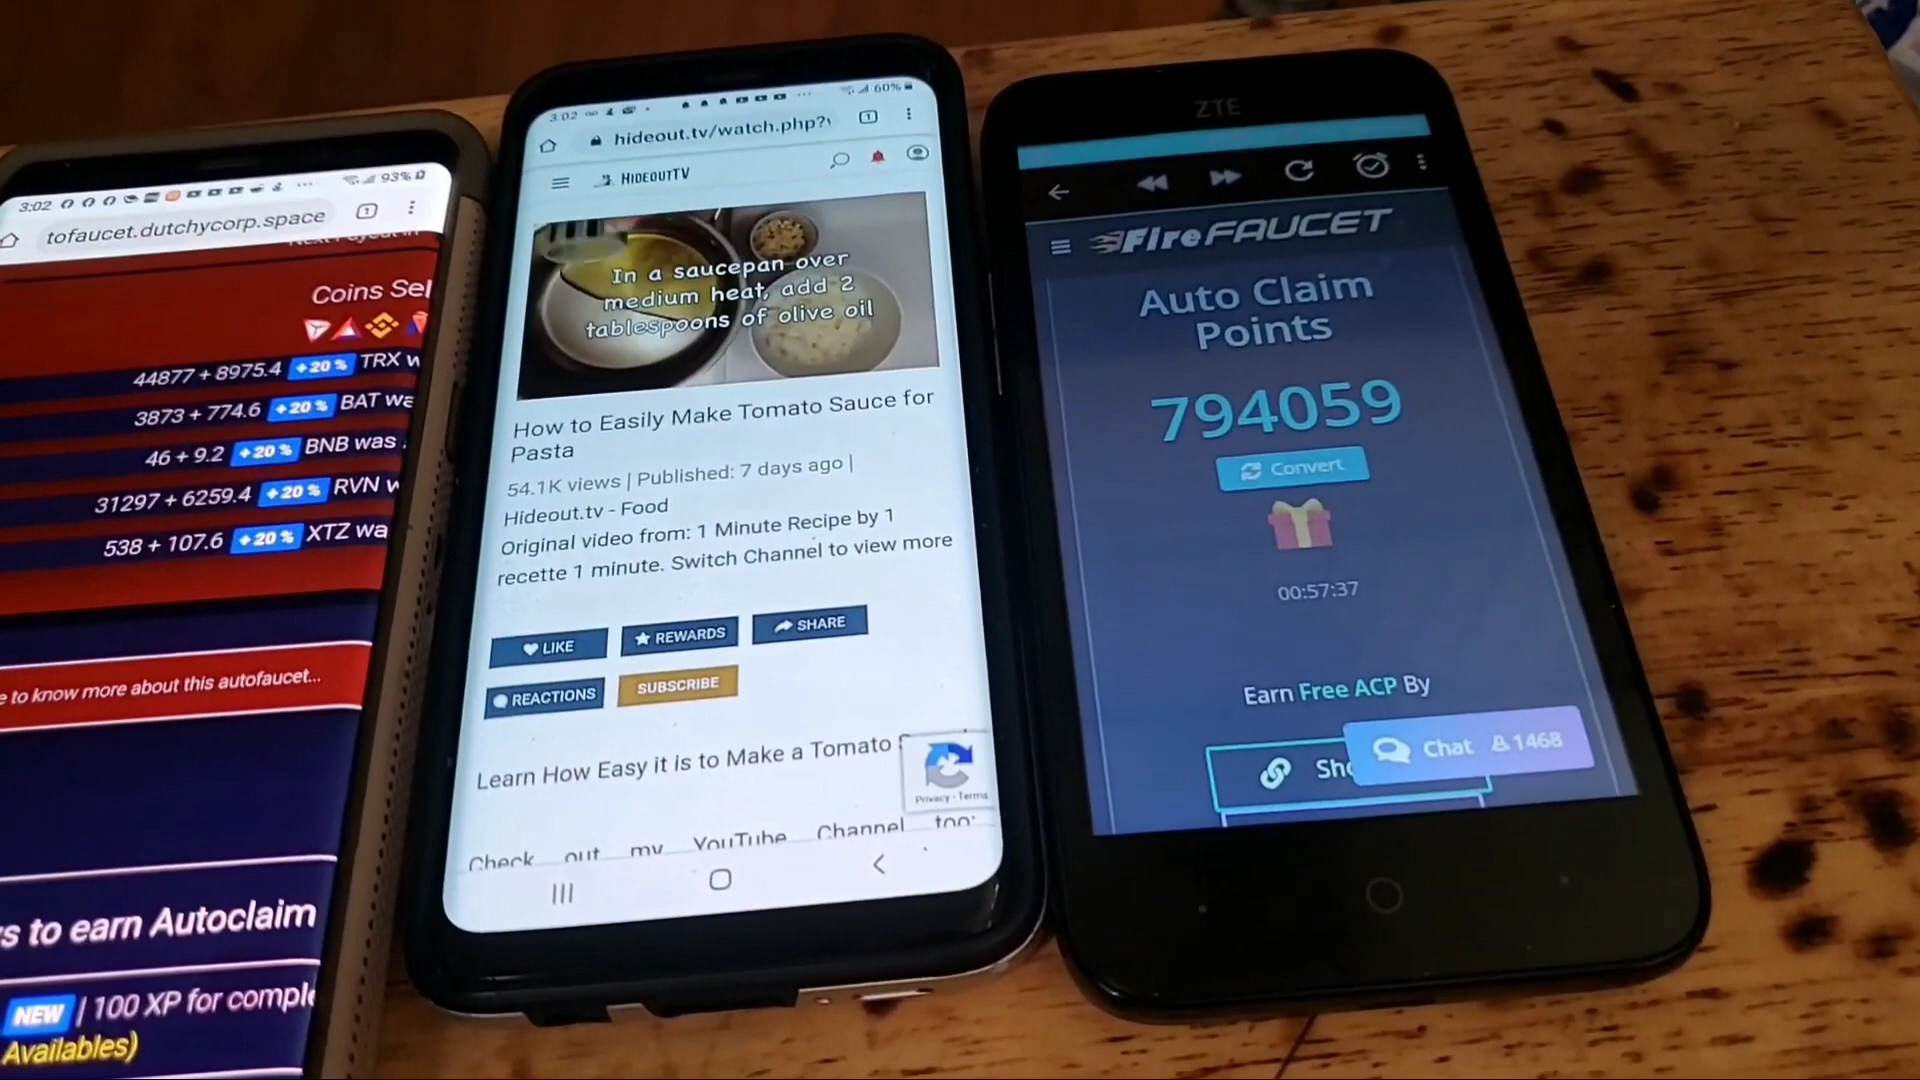 3:02
93%
tofaucet.dutchycorp.space
1
Coins Sel
44877 + 8975.4 +20 % TRX w
3873 + 774.6 +20 % BAT wa
46 + 9.2 +20 % BNB was
31297 + 6259.4 +20 % RVN w
538 + 107.6 +20 % XTZ wa
e to know more about this autofaucet...
s to earn Autoclaim
NEW | 100 XP for comple
Availables)
3:02
60%
hideout.tv/watch.php?v
1
HIDEOUTTV
In a saucepan over
medium heat, add 2
tablespoons of olive oil
How to Easily Make Tomato Sauce for
Pasta
54.1K views | Published: 7 days ago |
Hideout.tv - Food
Original video from: 1 Minute Recipe by 1
recette 1 minute. Switch Channel to view more
LIKE
REWARDS
SHARE
REACTIONS
SUBSCRIBE
Learn How Easy it is to Make a Tomato
Privacy - Terms
Check out my YouTube Channel too:
ZTE
FIreFAUCET
Auto Claim
Points
794059
Convert
00:57:37
Earn Free ACP By
Sho
Chat 1468